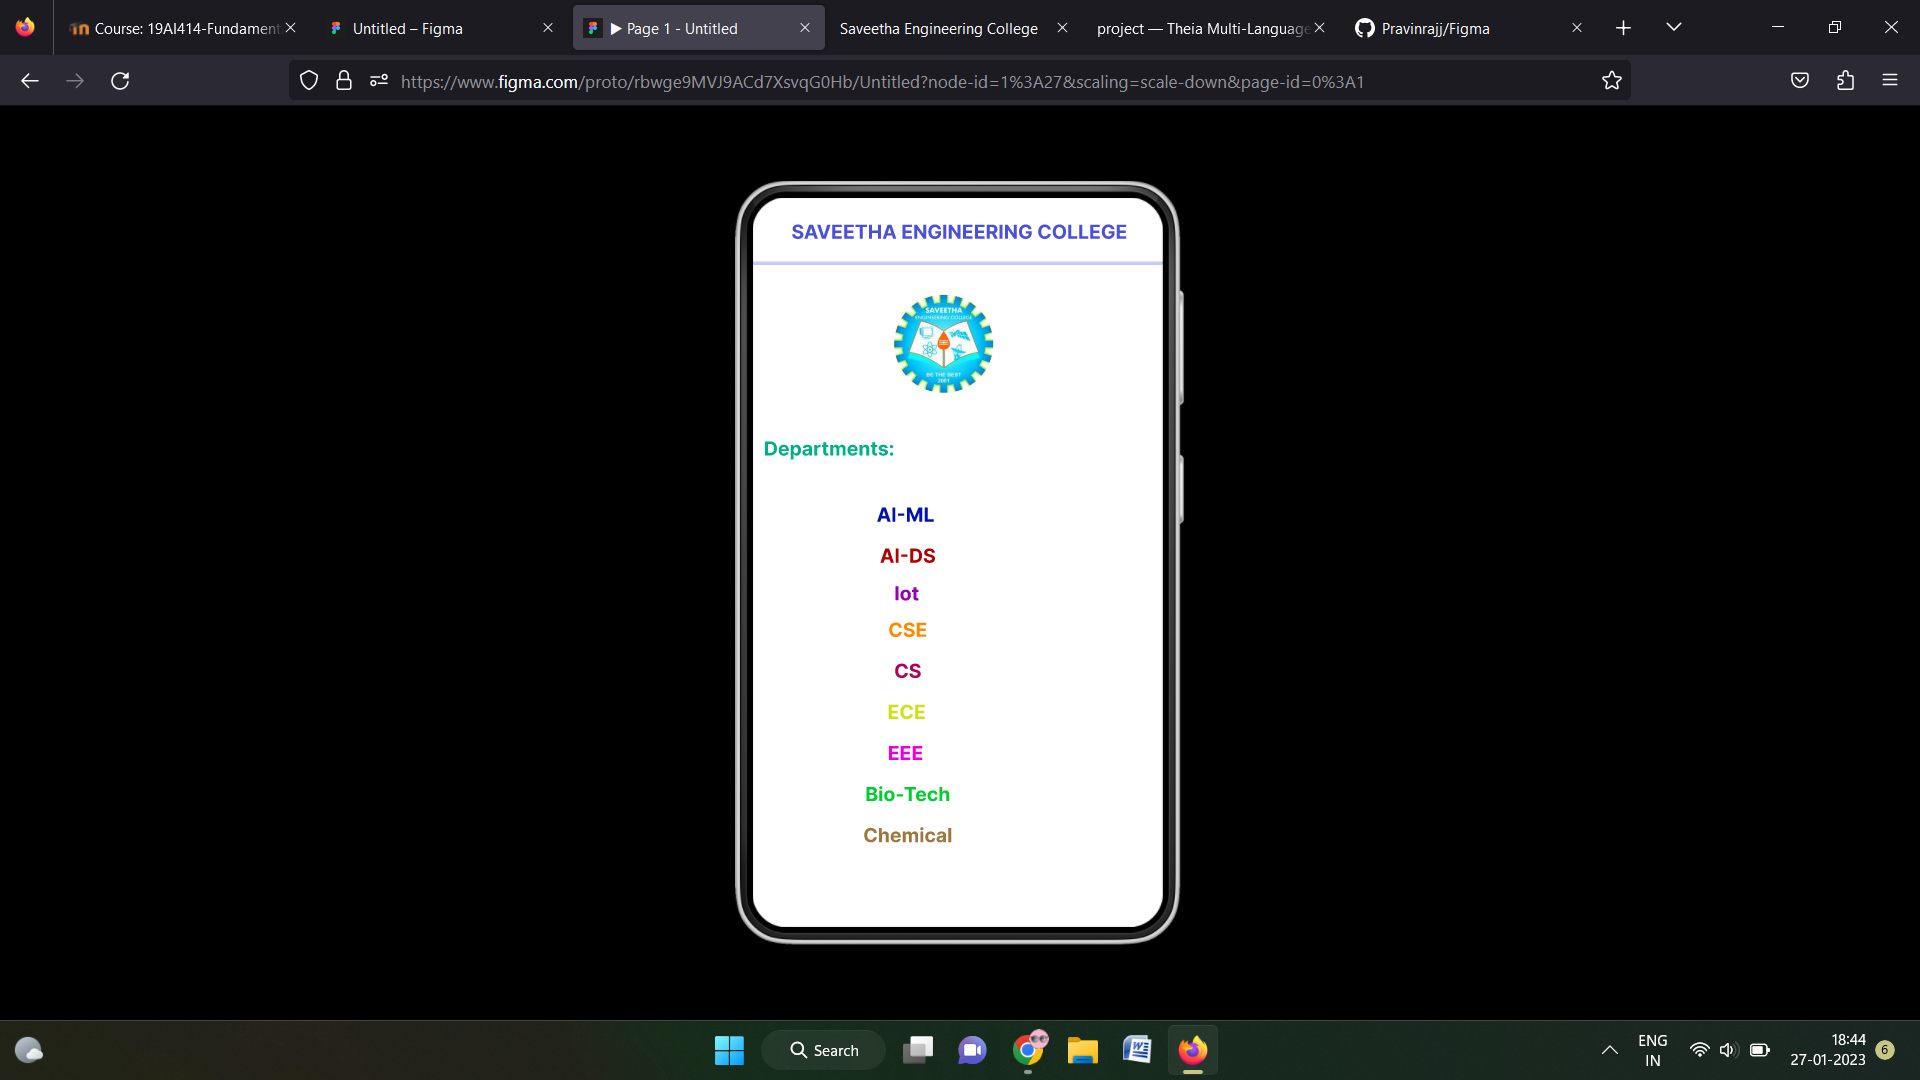 Course: 19AI414-Fundament
Untitled – Figma
▶ Page 1 - Untitled
Saveetha Engineering College
project — Theia Multi-Language
Pravinrajj/Figma
https://www.figma.com/proto/rbwge9MVJ9ACd7XsvqG0Hb/Untitled?node-id=1%3A27&scaling=scale-down&page-id=0%3A1
SAVEETHA ENGINEERING COLLEGE
SAVEETHA
ENGINEERING COLLEGE
BE THE BEST
2001
Departments:
AI-ML
AI-DS
Iot
CSE
CS
ECE
EEE
Bio-Tech
Chemical
Search
ENG
IN
18:44
27-01-2023
6